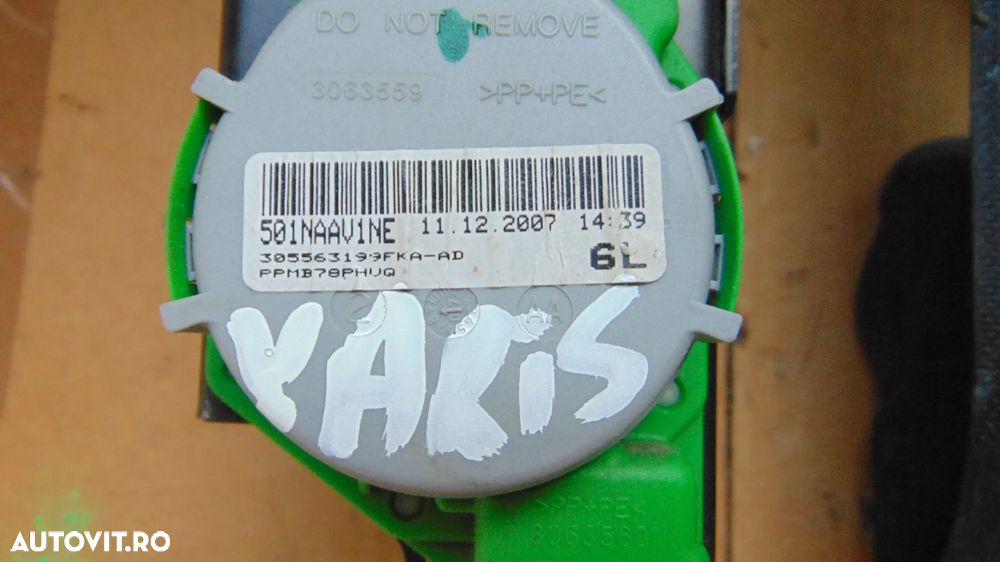 DO NOT REMOVE
3063559 >PP+PE<
501NAAV1NE 11.12.2007 14:39
305563199FKA-AD 6L
PPMB78PHUQ
AA
YARIS
>PP+PE<
AUTOVIT.RO